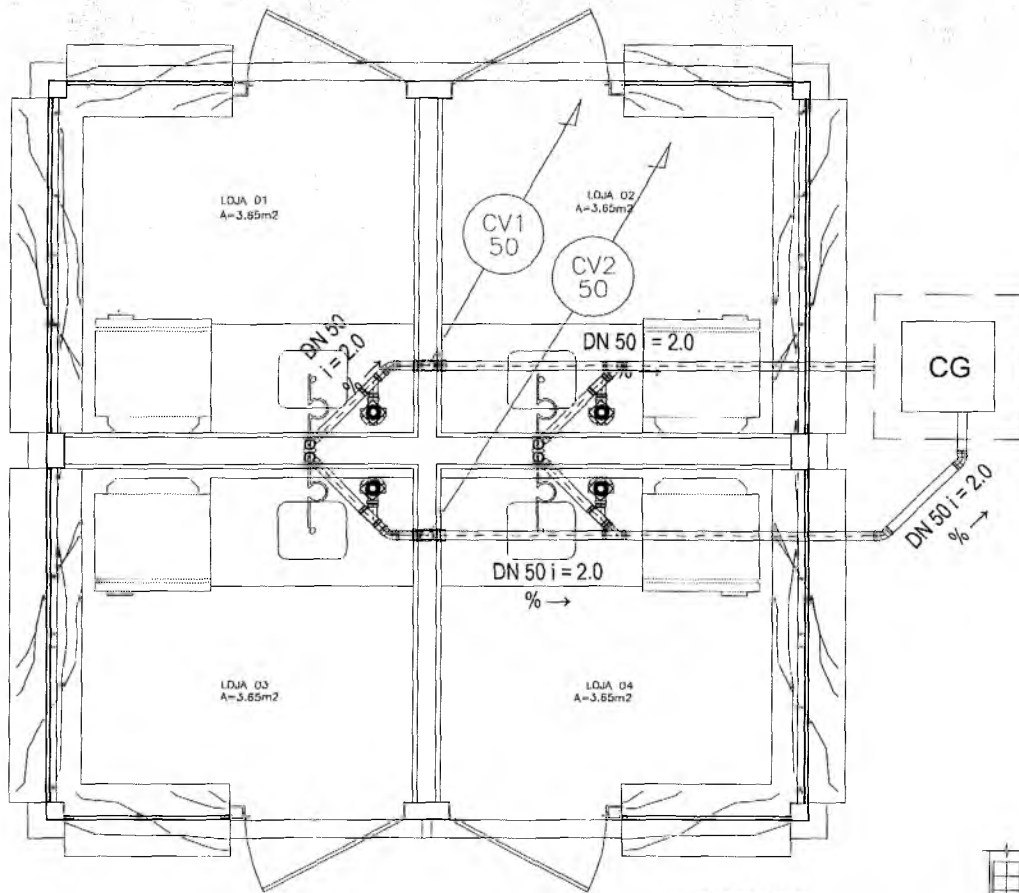 LOJA 01
A=3.65m2
LOJA 02
A=3.65m2
CV1
50
CV2
50
DN 50
i = 2.0
% →
DN 50 i = 2.0
% →
CG
DN 50 i = 2.0
% →
DN 50 i = 2.0
% →
LOJA 03
A=3.65m2
LOJA 04
A=3.65m2